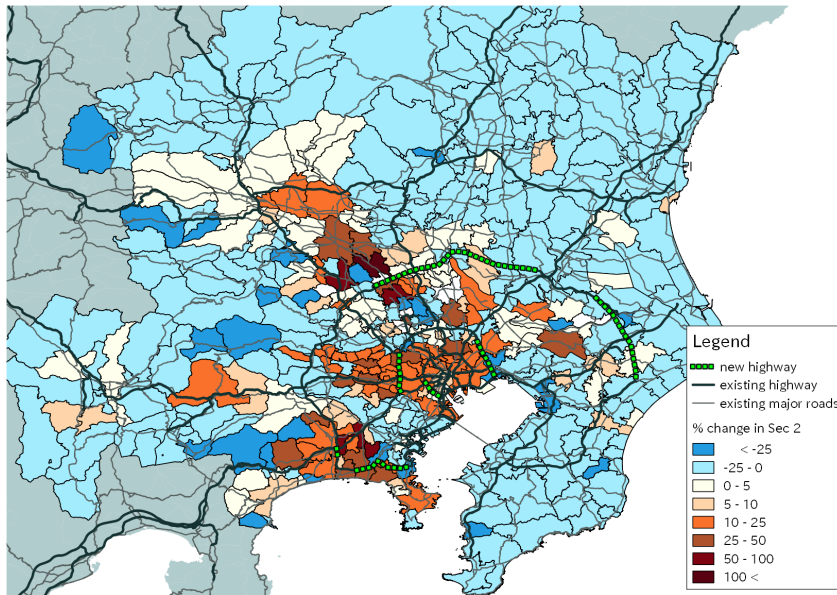 Legend
new highway
existing highway
existing major roads
% change in Sec 2
< -25
-25 - 0
0 - 5
5 - 10
10 - 25
25 - 50
50 - 100
100 <